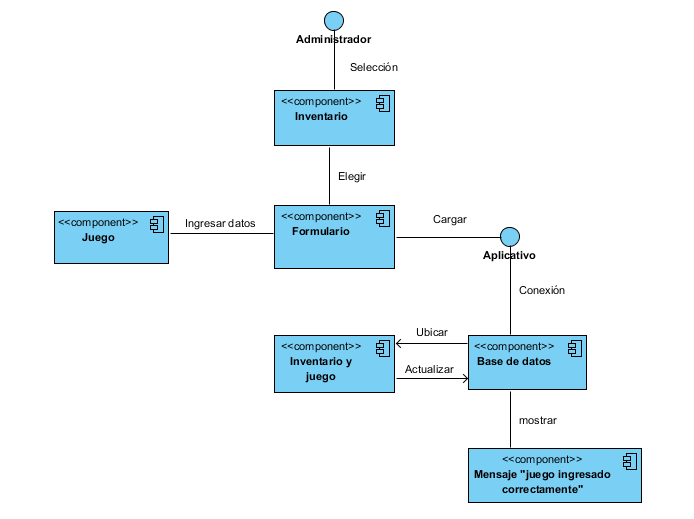 Administrador
Selección
<<component>>
Inventario
Elegir
<<component>>
Juego
Ingresar datos
<<component>>
Formulario
Cargar
Aplicativo
Conexión
<<component>>
Inventario y
juego
Ubicar
Actualizar
<<component>>
Base de datos
mostrar
<<component>>
Mensaje "juego ingresado
correctamente"